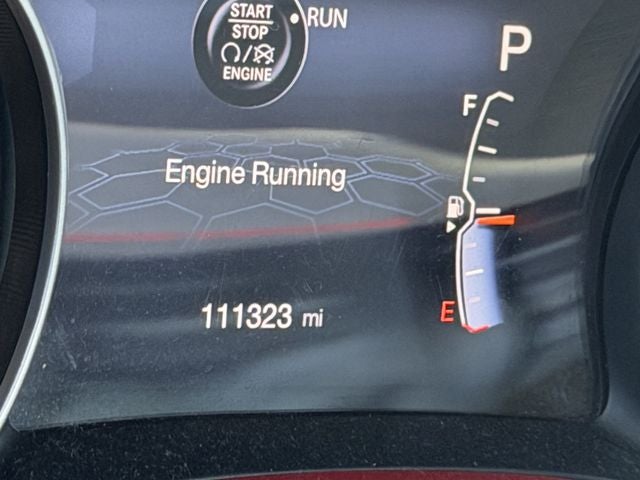 START
STOP
ENGINE
RUN
P
F
Engine Running
E
111323 mi